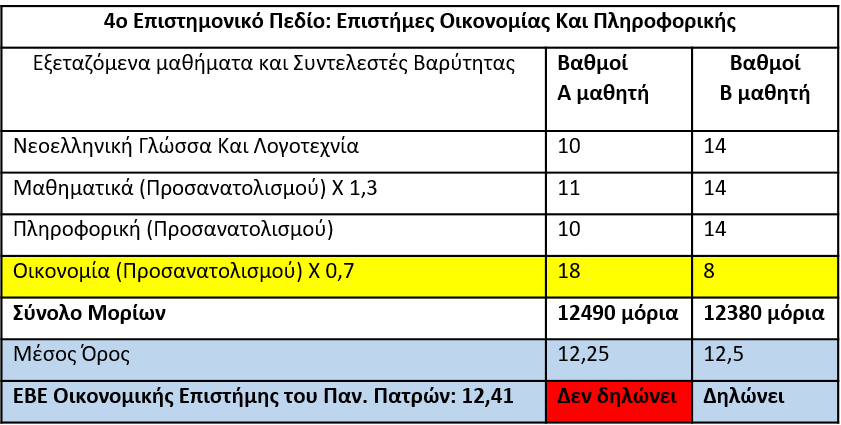 4ο Επιστημονικό Πεδίο: Επιστήμες Οικονομίας Και Πληροφορικής
Εξεταζόμενα μαθήματα και Συντελεστές Βαρύτητας Βαθμοί Βαθμοί
Α μαθητή Β μαθητή
Νεοελληνική Γλώσσα Και Λογοτεχνία 10 14
Μαθηματικά (Προσανατολισμού) Χ 1,3 11 14
Πληροφορική (Προσανατολισμού) 10 14
Οικονομία (Προσανατολισμού) Χ 0,7 18 8
Σύνολο Μορίων 12490 μόρια 12380 μόρια
Μέσος Όρος 12,25 12,5
ΕΒΕ Οικονομικής Επιστήμης του Παν. Πατρών: 12,41 Δεν δηλώνει Δηλώνει